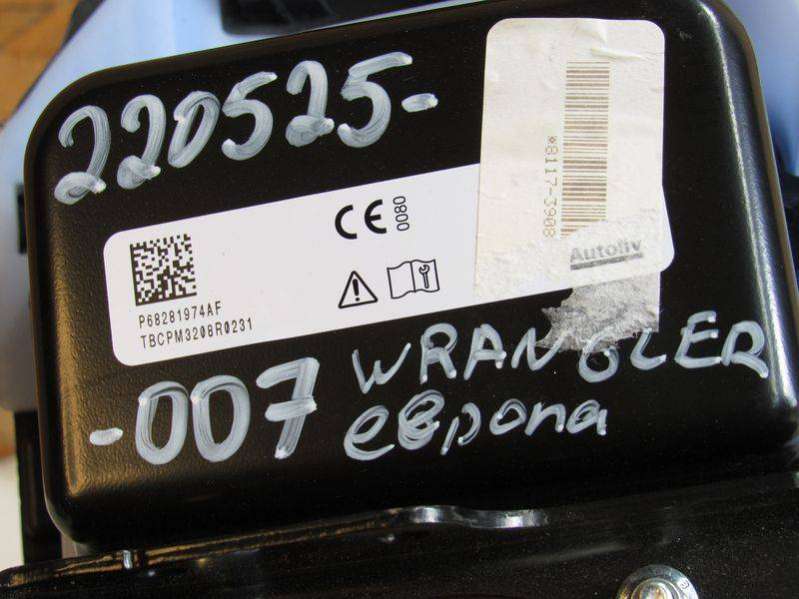 220525-
*8117-3908
Autoliv
CE 0080
P68281974AF
TBCPM3208R0231
-007 WRANGLER
европа